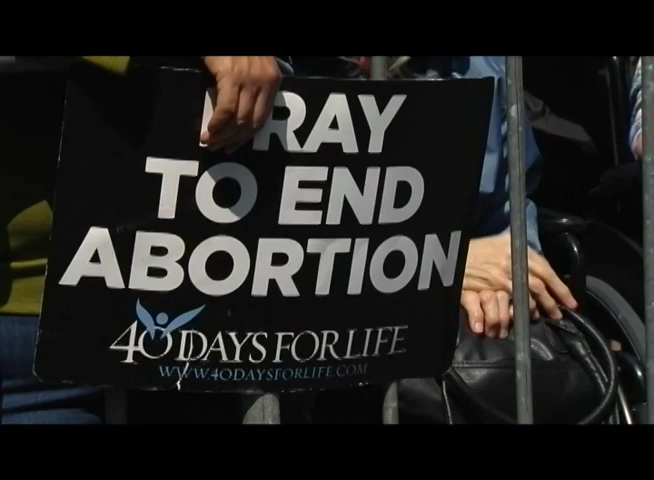 PRAY
TO END
ABORTION
40 DAYS FOR LIFE
WWW.40DAYSFORLIFE.COM